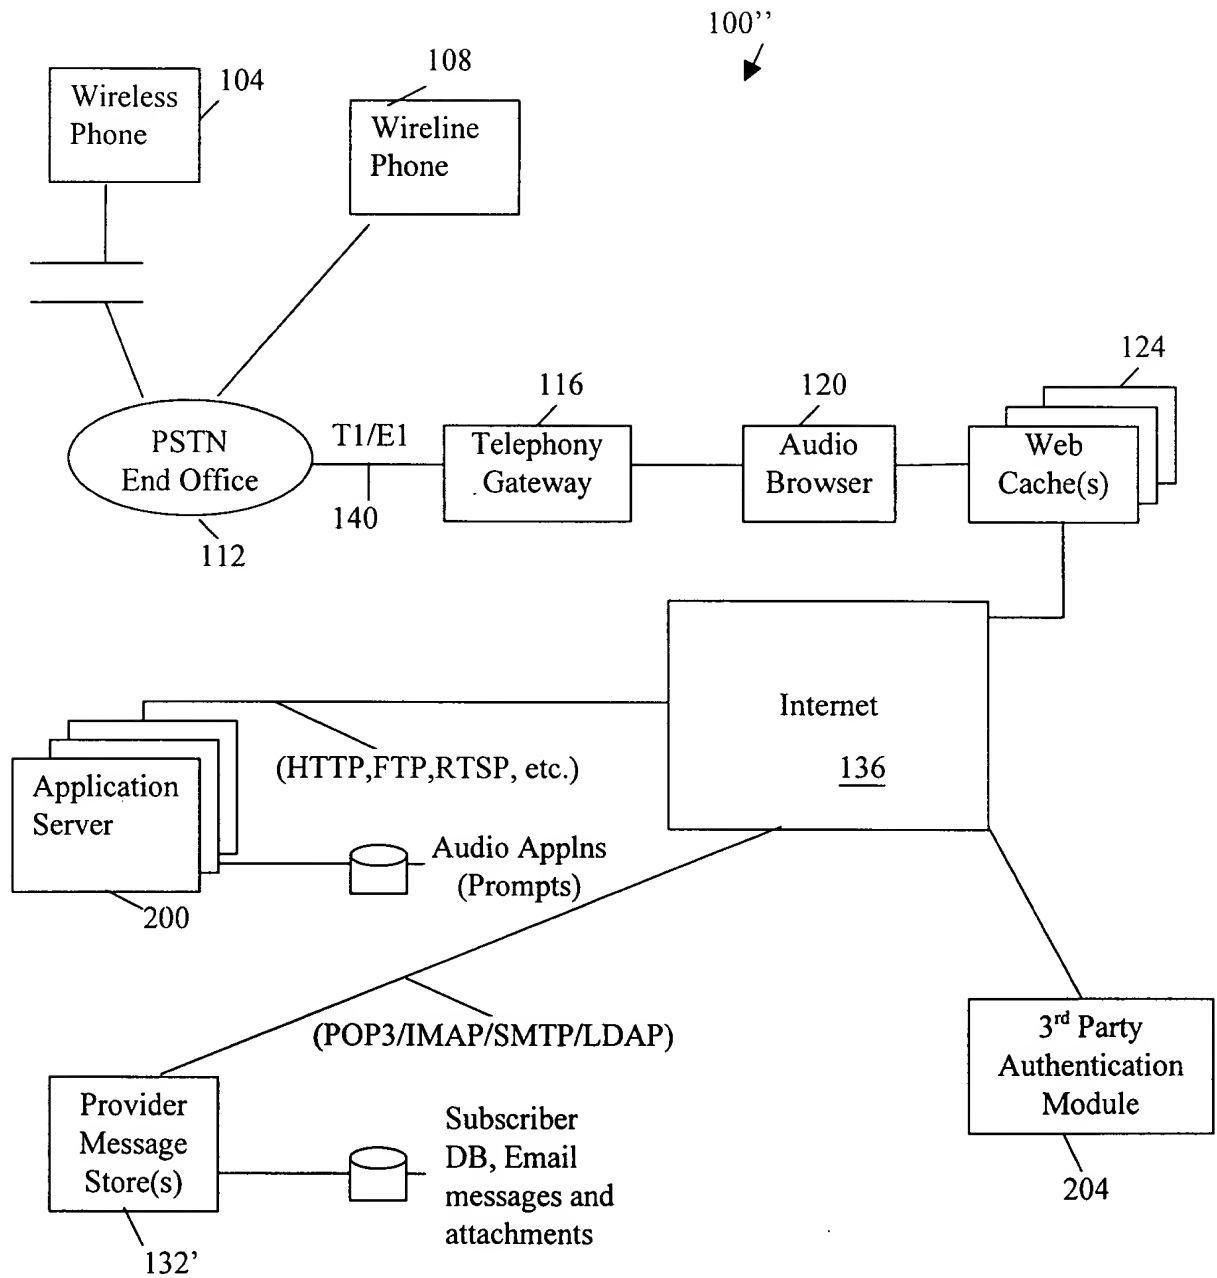 100’’
104
108
Wireless
Phone
Wireline
Phone
124
116
120
PSTN
End Office
T1/E1
Telephony
Gateway
Audio
Browser
Web
Cache(s)
140
112
Internet
136
(HTTP,FTP,RTSP, etc.)
Application
Server
Audio Applns
(Prompts)
200
(POP3/IMAP/SMTP/LDAP)
3rd Party
Authentication
Module
Provider
Message
Store(s)
Subscriber
DB, Email
messages and
attachments
204
132’